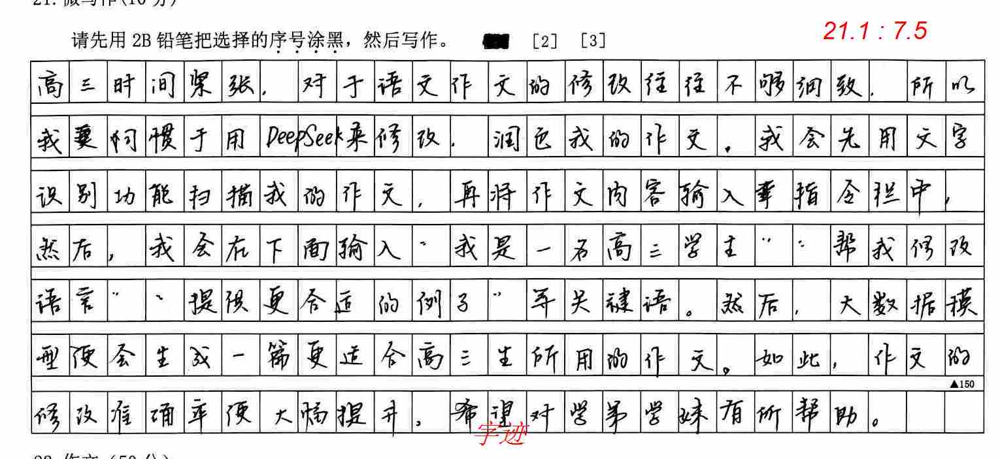 21. 微写作(10分)
请先用 2B 铅笔把选择的序号涂黑，然后写作。 [2] [3]
21.1 : 7.5
高三时间紧张，对于语文作文的修改往往不够细致，所以
我更习惯于用DeepSeek来修改，润色我的作文。我会先用文字
识别功能扫描我的作文，再将作文内容输入章指令栏中，
然后，我会在下面输入“我是一名高三学生”“帮我修改
语言”“提供更合适的例子”等关键语。然后，大数据模
型便会生成一篇更适合高三生所用的作文。如此，作文的
▲150
修改准确率便大幅提升，希望对学弟学妹有所帮助。
字迹
22. 作文 (50分)